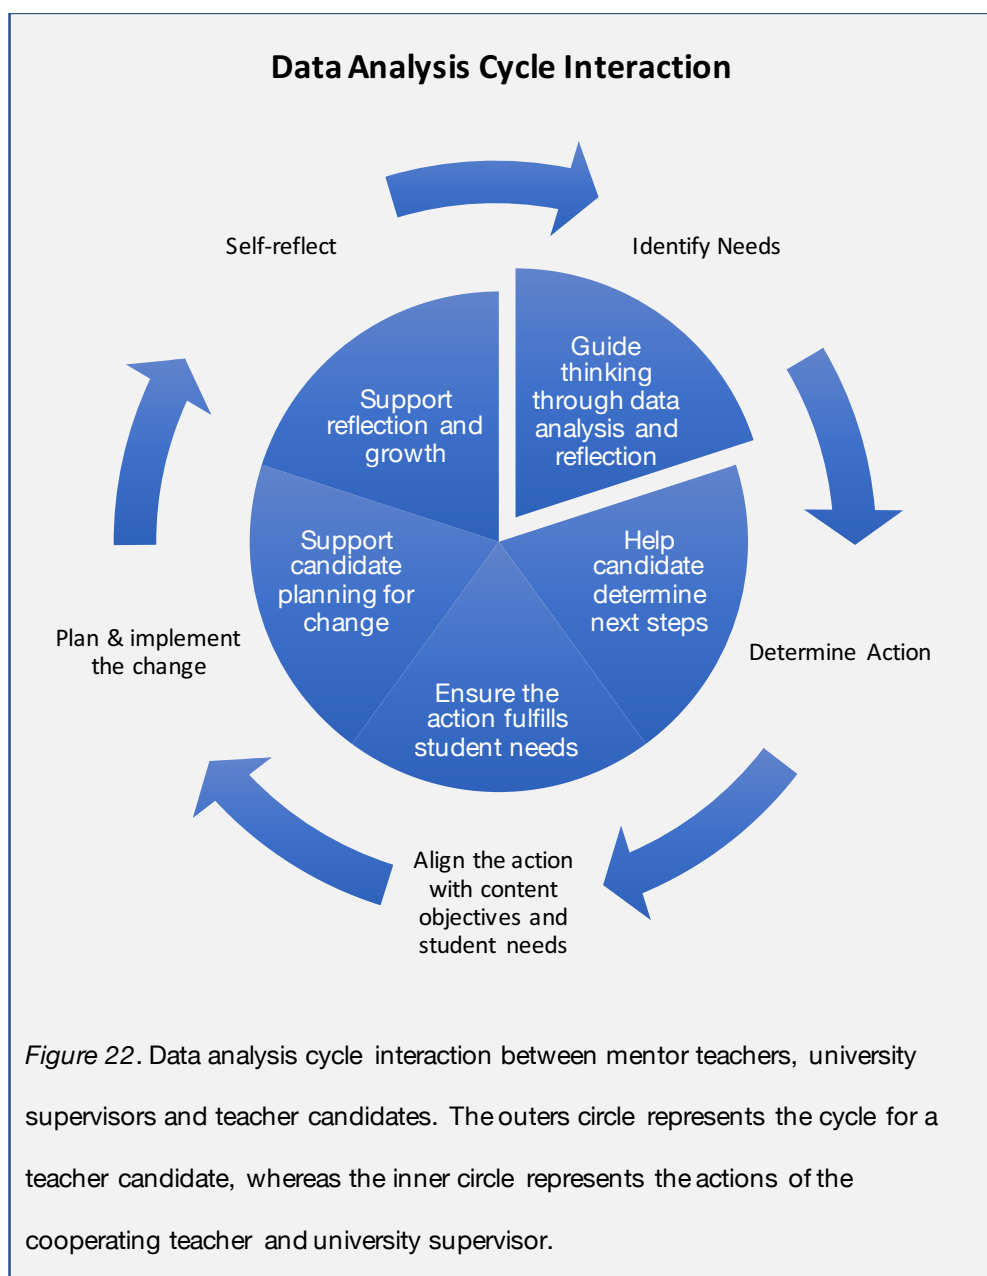 Data Analysis Cycle Interaction
Self-reflect
Identify Needs
Guide
thinking
through data
analysis and
reflection
Support
reflection and
growth
Help
candidate
determine
next steps
Support
candidate
planning for
change
Ensure the
action fulfills
student needs
Determine Action
Plan & implement
the change
Align the action
with content
objectives and
student needs
Figure 22. Data analysis cycle interaction between mentor teachers, university
supervisors and teacher candidates. The outers circle represents the cycle for a
teacher candidate, whereas the inner circle represents the actions of the
cooperating teacher and university supervisor.